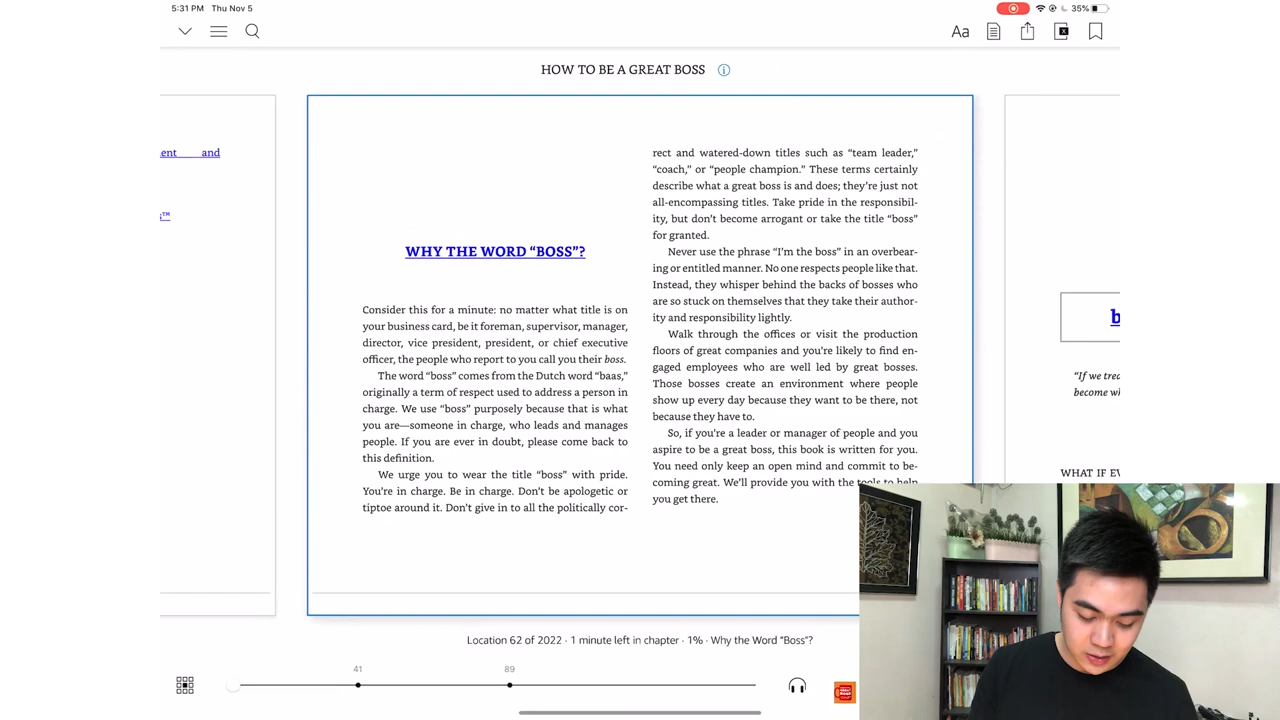 5:31 PM Thu Nov 5
35%
Aa
HOW TO BE A GREAT BOSS
ent and
s™
WHY THE WORD “BOSS”?
Consider this for a minute: no matter what title is on
your business card, be it foreman, supervisor, manager,
director, vice president, president, or chief executive
officer, the people who report to you call you their boss.
The word “boss” comes from the Dutch word “baas,”
originally a term of respect used to address a person in
charge. We use “boss” purposely because that is what
you are—someone in charge, who leads and manages
people. If you are ever in doubt, please come back to
this definition.
We urge you to wear the title “boss” with pride.
You’re in charge. Be in charge. Don’t be apologetic or
tiptoe around it. Don’t give in to all the politically cor-
rect and watered-down titles such as “team leader,”
“coach,” or “people champion.” These terms certainly
describe what a great boss is and does; they’re just not
all-encompassing titles. Take pride in the responsibil-
ity, but don’t become arrogant or take the title “boss”
for granted.
Never use the phrase “I’m the boss” in an overbear-
ing or entitled manner. No one respects people like that.
Instead, they whisper behind the backs of bosses who
are so stuck on themselves that they take their author-
ity and responsibility lightly.
Walk through the offices or visit the production
floors of great companies and you’re likely to find en-
gaged employees who are well led by great bosses.
Those bosses create an environment where people
show up every day because they want to be there, not
because they have to.
So, if you’re a leader or manager of people and you
aspire to be a great boss, this book is written for you.
You need only keep an open mind and commit to be-
coming great. We’ll provide you with the tools to help
you get there.
b
“If we trea
become wh
WHAT IF EV
Location 62 of 2022 · 1 minute left in chapter · 1% · Why the Word “Boss”?
41
89